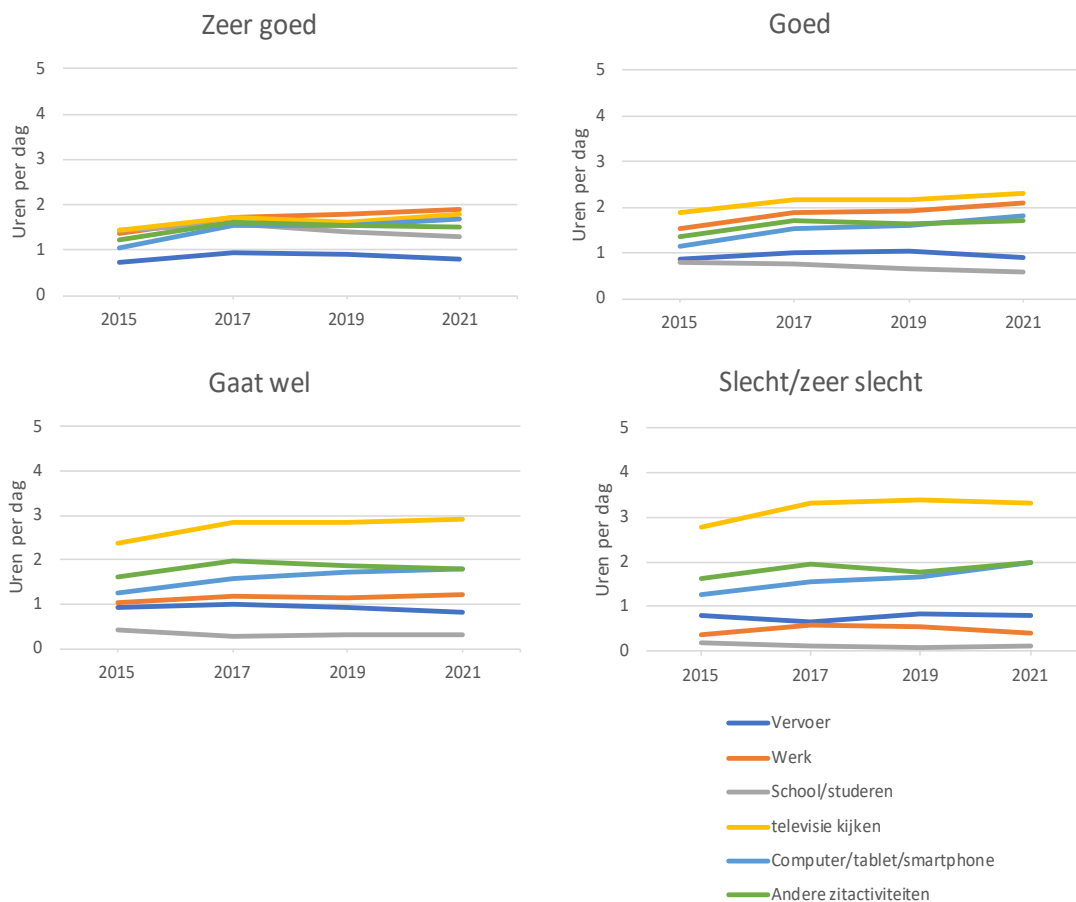 Zeer goed
Uren per dag
5
4
3
2
1
0
2015 2017 2019 2021
Goed
Uren per dag
5
4
3
2
1
0
2015 2017 2019 2021
Gaat wel
Uren per dag
5
4
3
2
1
0
2015 2017 2019 2021
Slecht/zeer slecht
Uren per dag
5
4
3
2
1
0
2015 2017 2019 2021
Vervoer
Werk
School/studeren
televisie kijken
Computer/tablet/smartphone
Andere zitactiviteiten